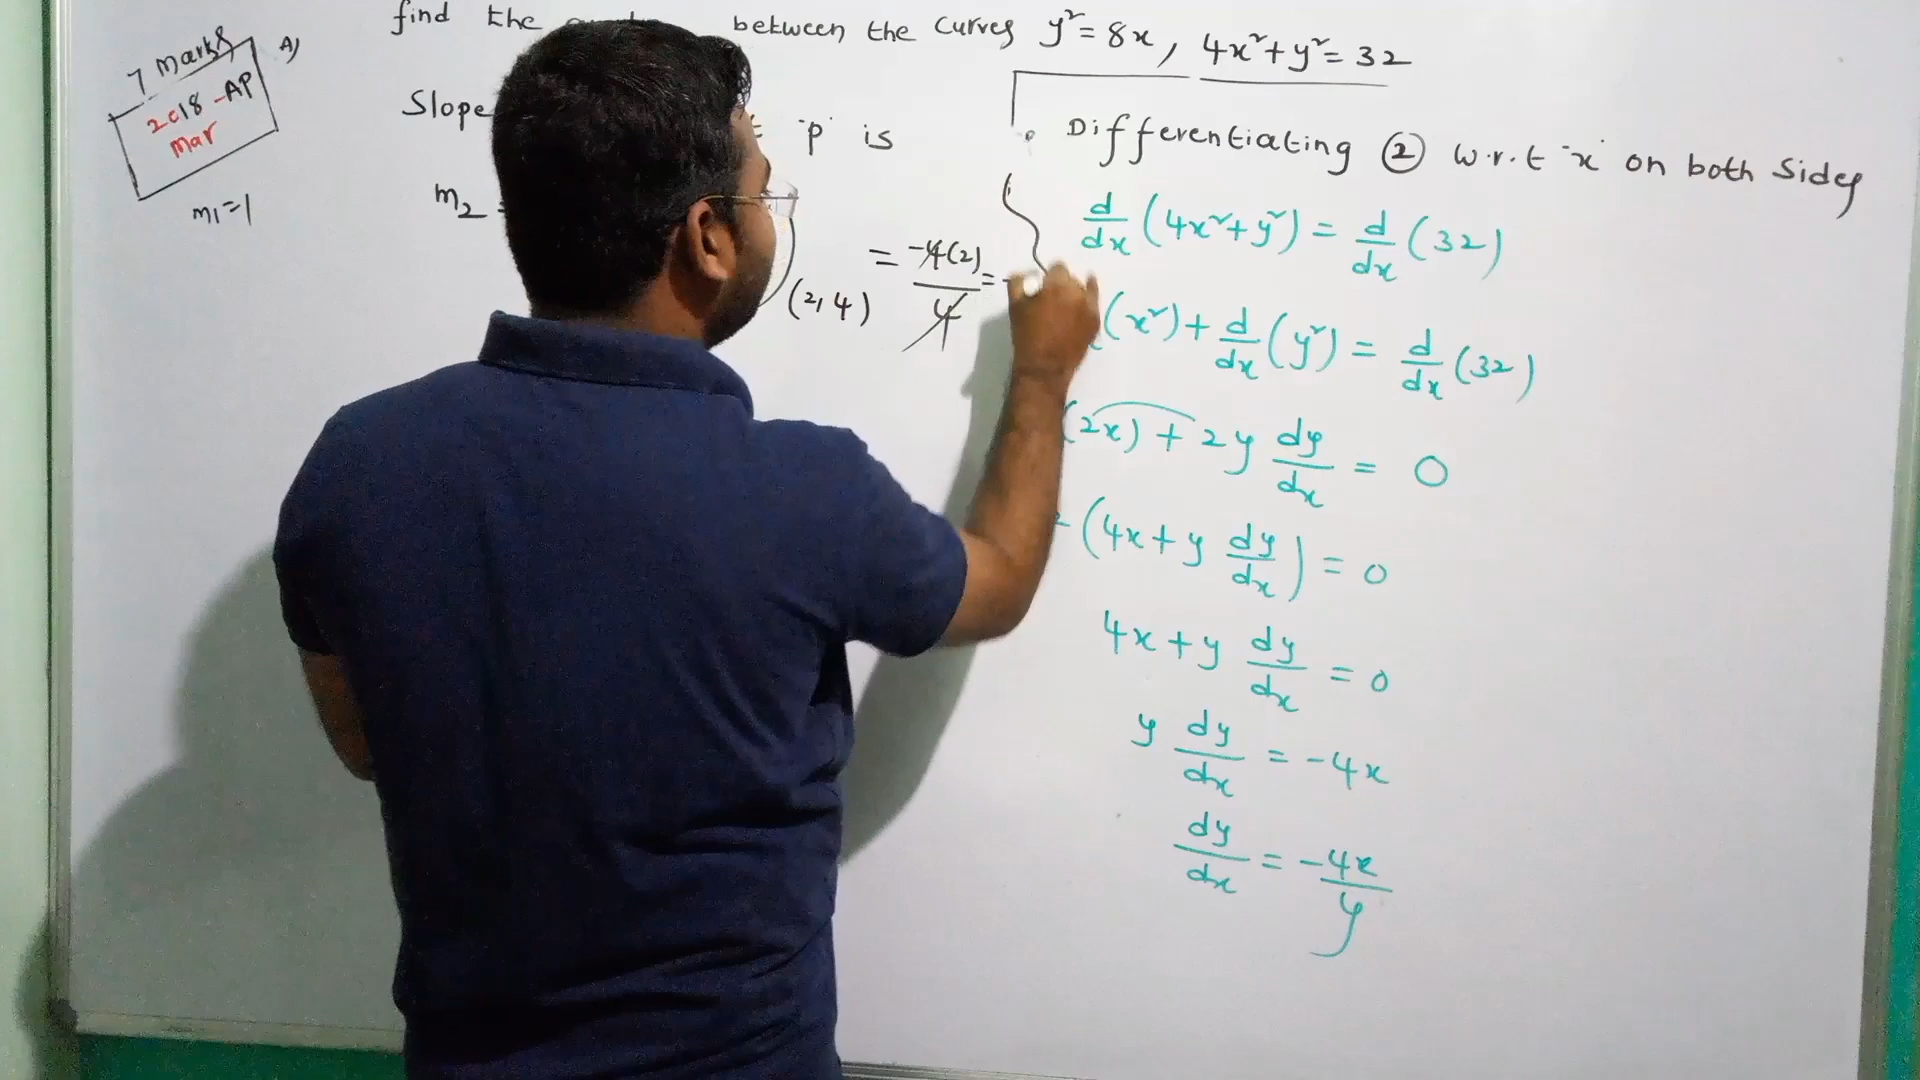 find the between the Curves y²=8x, 4x²+y²=32
7 marks
2018-AP
mar
A)
m₁=1
Slope 'p' is
m₂ = (2,4) = -4(2)/4 =
Differentiating ② w.r.t 'x' on both Sides
d/dx (4x²+y²) = d/dx (32)
(x²)+ d/dx (y²) = d/dx (32)
(2x) + 2y dy/dx = 0
(4x+y dy/dx) = 0
4x+y dy/dx = 0
y dy/dx = -4x
dy/dx = -4x/y